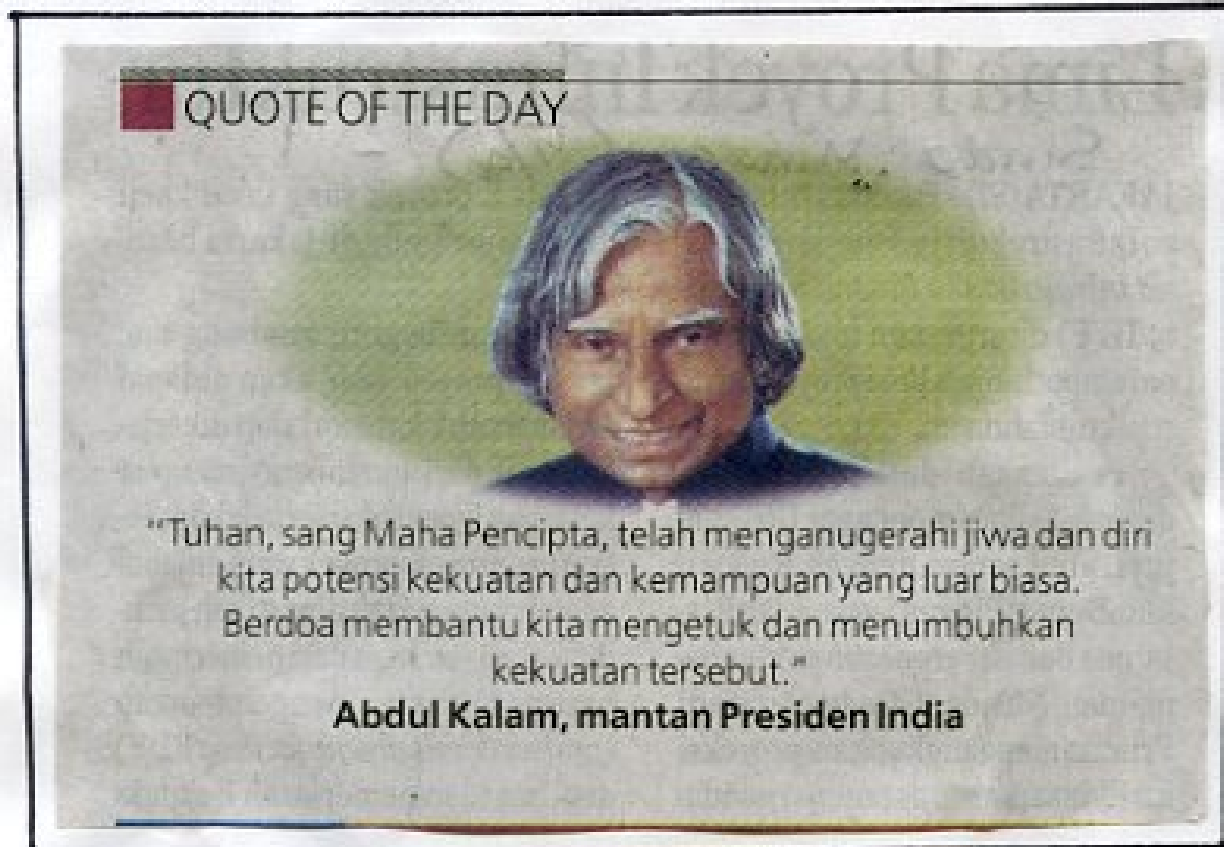 QUOTE OF THE DAY
"Tuhan, sang Maha Pencipta, telah menganugerahi jiwa dan diri
kita potensi kekuatan dan kemampuan yang luar biasa.
Berdoa membantu kita mengetuk dan menumbuhkan
kekuatan tersebut."
Abdul Kalam, mantan Presiden India